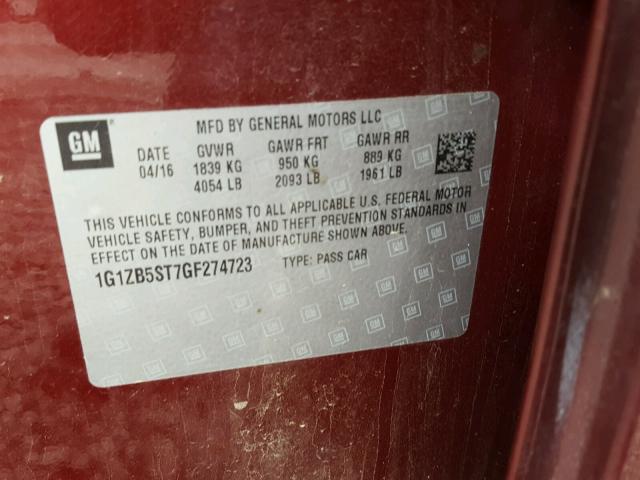 GM
MFD BY GENERAL MOTORS LLC
DATE GVWR GAWR FRT GAWR RR
04/16 1839 KG 950 KG 889 KG
4054 LB 2093 LB 1961 LB
THIS VEHICLE CONFORMS TO ALL APPLICABLE U.S. FEDERAL MOTOR
VEHICLE SAFETY, BUMPER, AND THEFT PREVENTION STANDARDS IN
EFFECT ON THE DATE OF MANUFACTURE SHOWN ABOVE.
1G1ZB5ST7GF274723 TYPE: PASS CAR